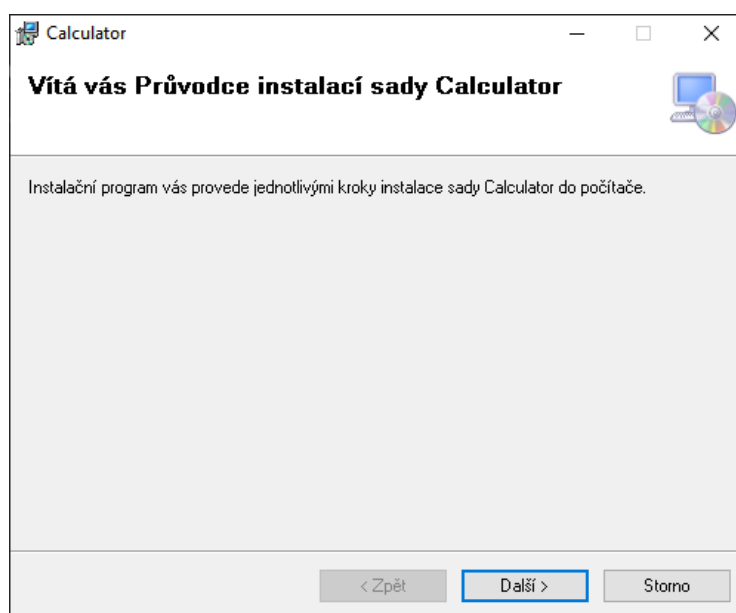 Calculator
Vítá vás Průvodce instalací sady Calculator
Instalační program vás provede jednotlivými kroky instalace sady Calculator do počítače.
< Zpět
Další >
Storno